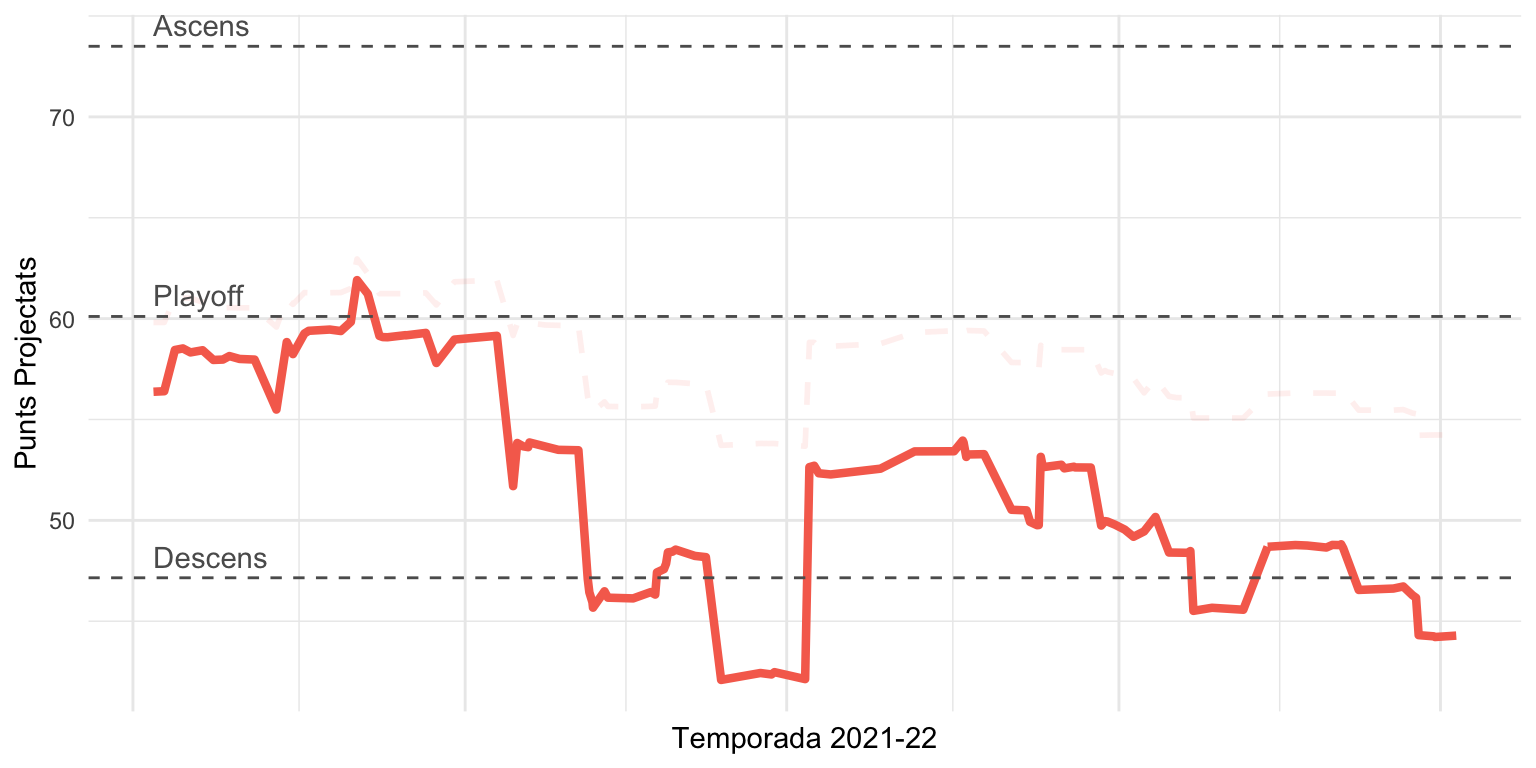 Ascens
70
Playoff
60
50
Descens
Punts Projectats
Temporada 2021-22